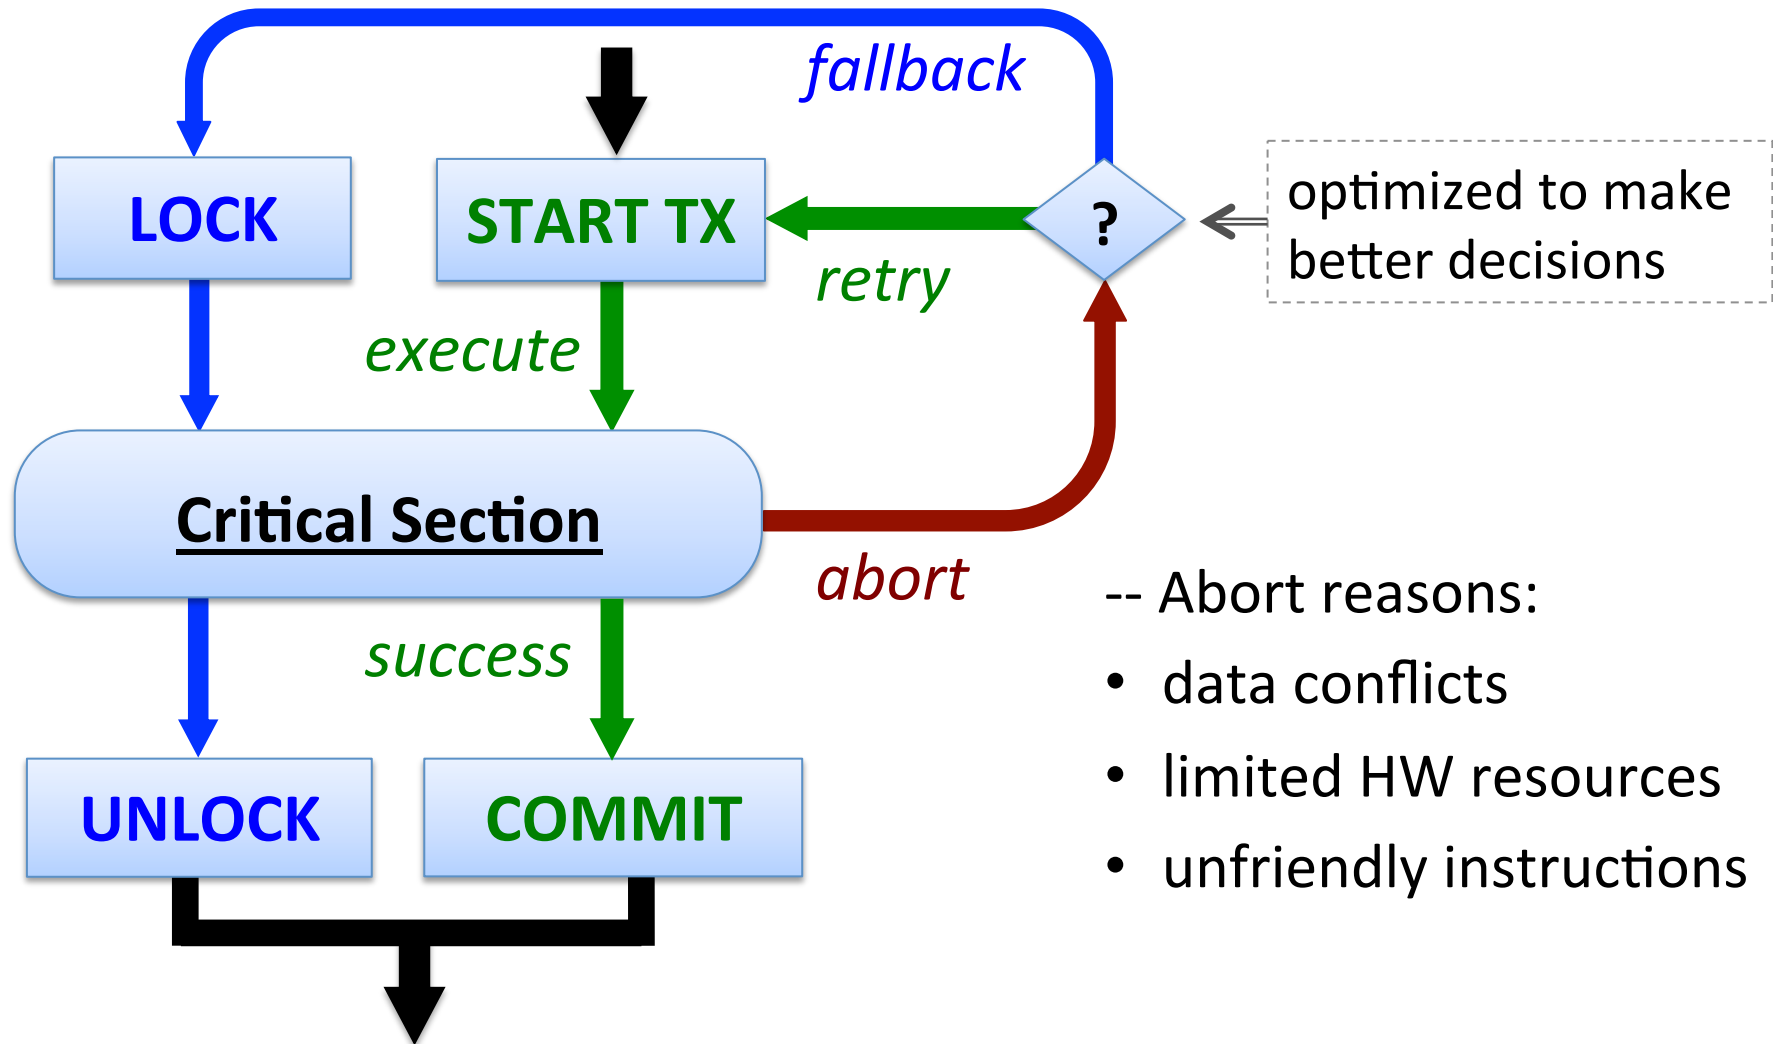 fallback
LOCK
START TX
?
optimized to make
better decisions
retry
execute
Critical Section
abort
success
-- Abort reasons:
• data conflicts
• limited HW resources
• unfriendly instructions
UNLOCK
COMMIT